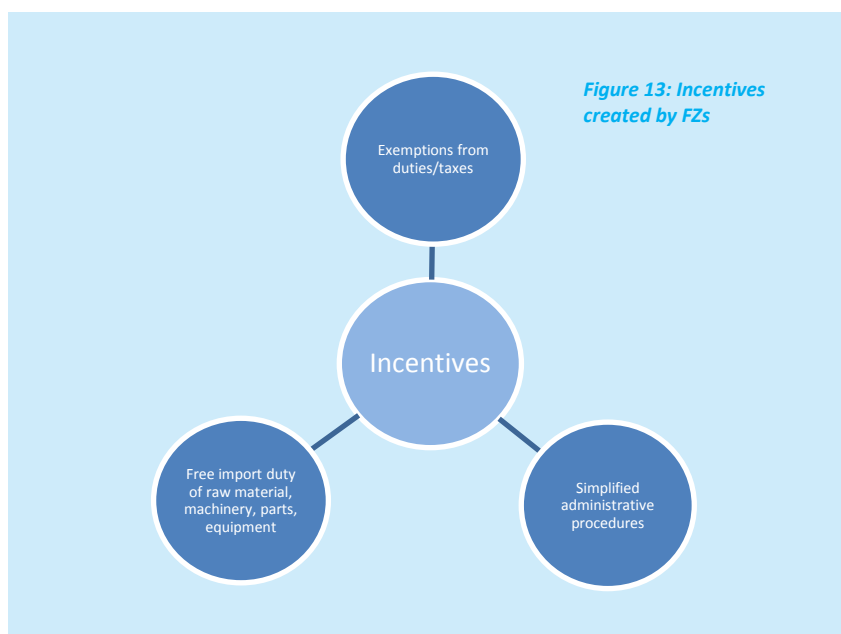 Figure 13: Incentives
created by FZs
Exemptions from
duties/taxes
Incentives
Free import duty
of raw material,
machinery, parts,
equipment
Simplified
administrative
procedures